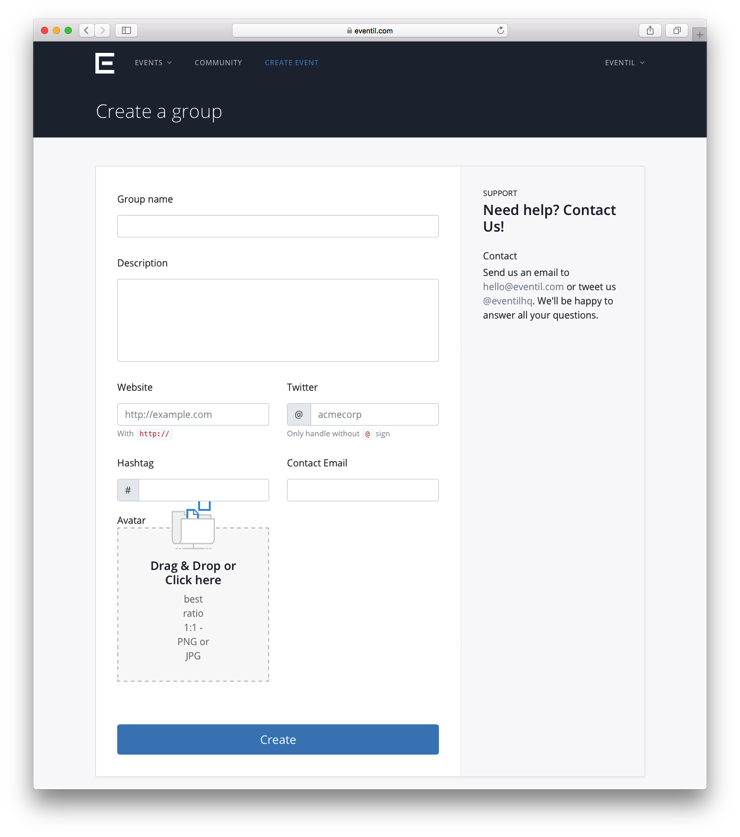 eventil.com
EVENTS
COMMUNITY
CREATE EVENT
EVENTIL
Create a group
Group name
Description
Website
Twitter
http://example.com
@ acmecorp
With http://
Only handle without @ sign
Hashtag
Contact Email
#
Avatar
Drag & Drop or
Click here
best
ratio
1:1 -
PNG or
JPG
Create
SUPPORT
Need help? Contact
Us!
Contact
Send us an email to
hello@eventil.com or tweet us
@eventilhq. We'll be happy to
answer all your questions.